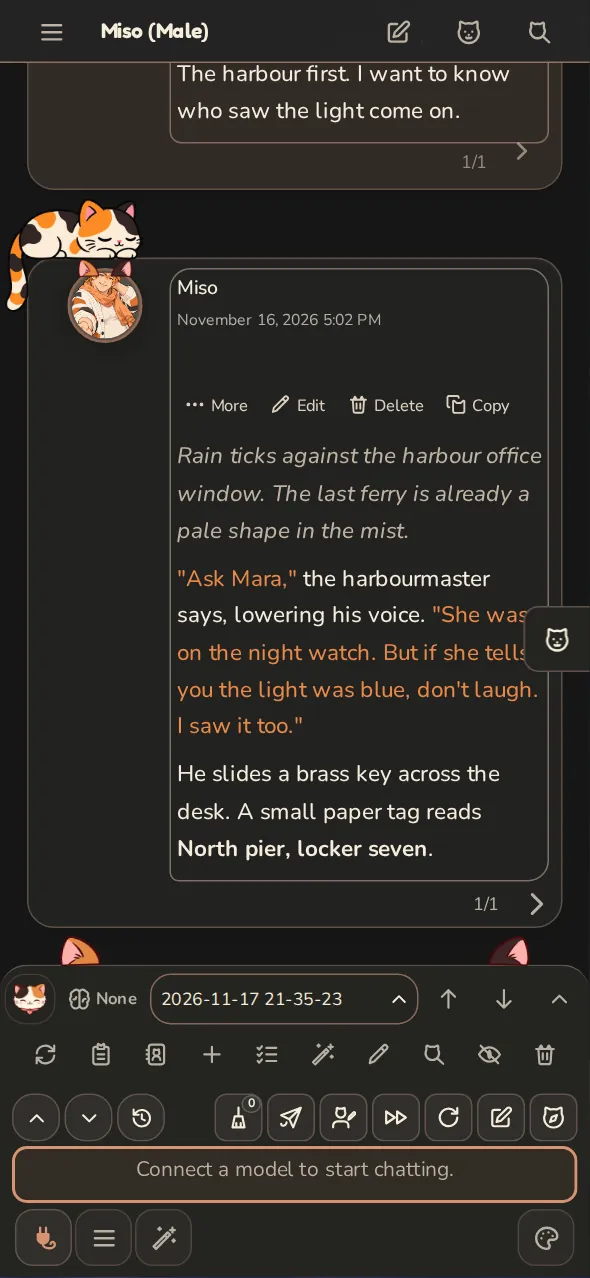 Miso (Male)
The harbour first. I want to know
who saw the light come on.
1/1
Miso
November 16, 2026 5:02 PM
More Edit Delete Copy
Rain ticks against the harbour office
window. The last ferry is already a
pale shape in the mist.
"Ask Mara," the harbourmaster
says, lowering his voice. "She was
on the night watch. But if she tells
you the light was blue, don't laugh.
I saw it too."
He slides a brass key across the
desk. A small paper tag reads
North pier, locker seven.
1/1
None 2026-11-17 21-35-23
0
Connect a model to start chatting.